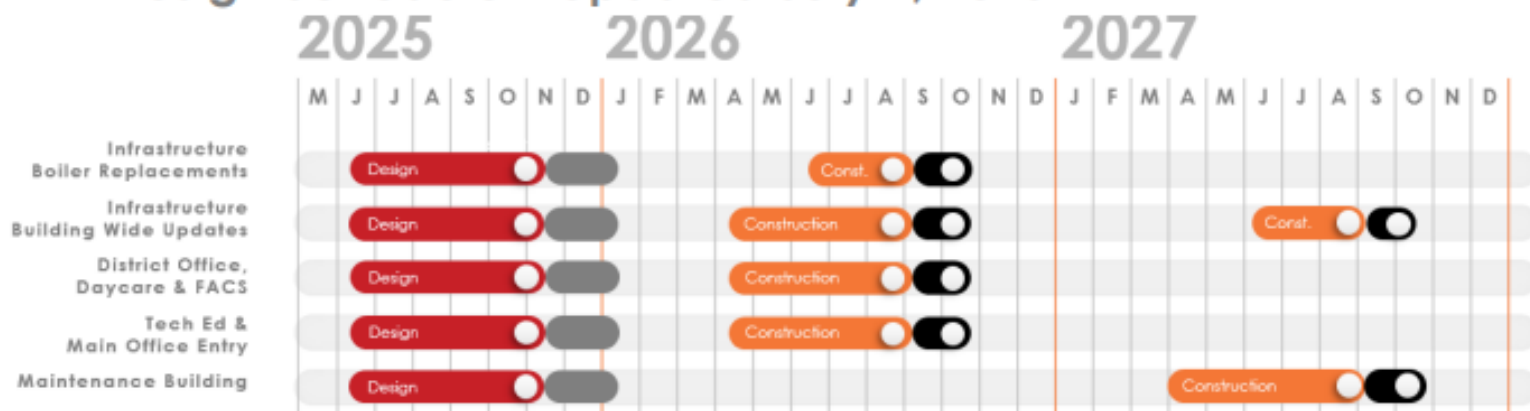 2025 2026 2027
M J J A S O N D J F M A M J J A S O N D J F M A M J J A S O N D
Infrastructure
Boiler Replacements
Design Const.
Infrastructure
Building Wide Updates
Design Construction Const.
District Office,
Daycare & FACS
Design Construction
Tech Ed &
Main Office Entry
Design Construction
Maintenance Building
Design Construction